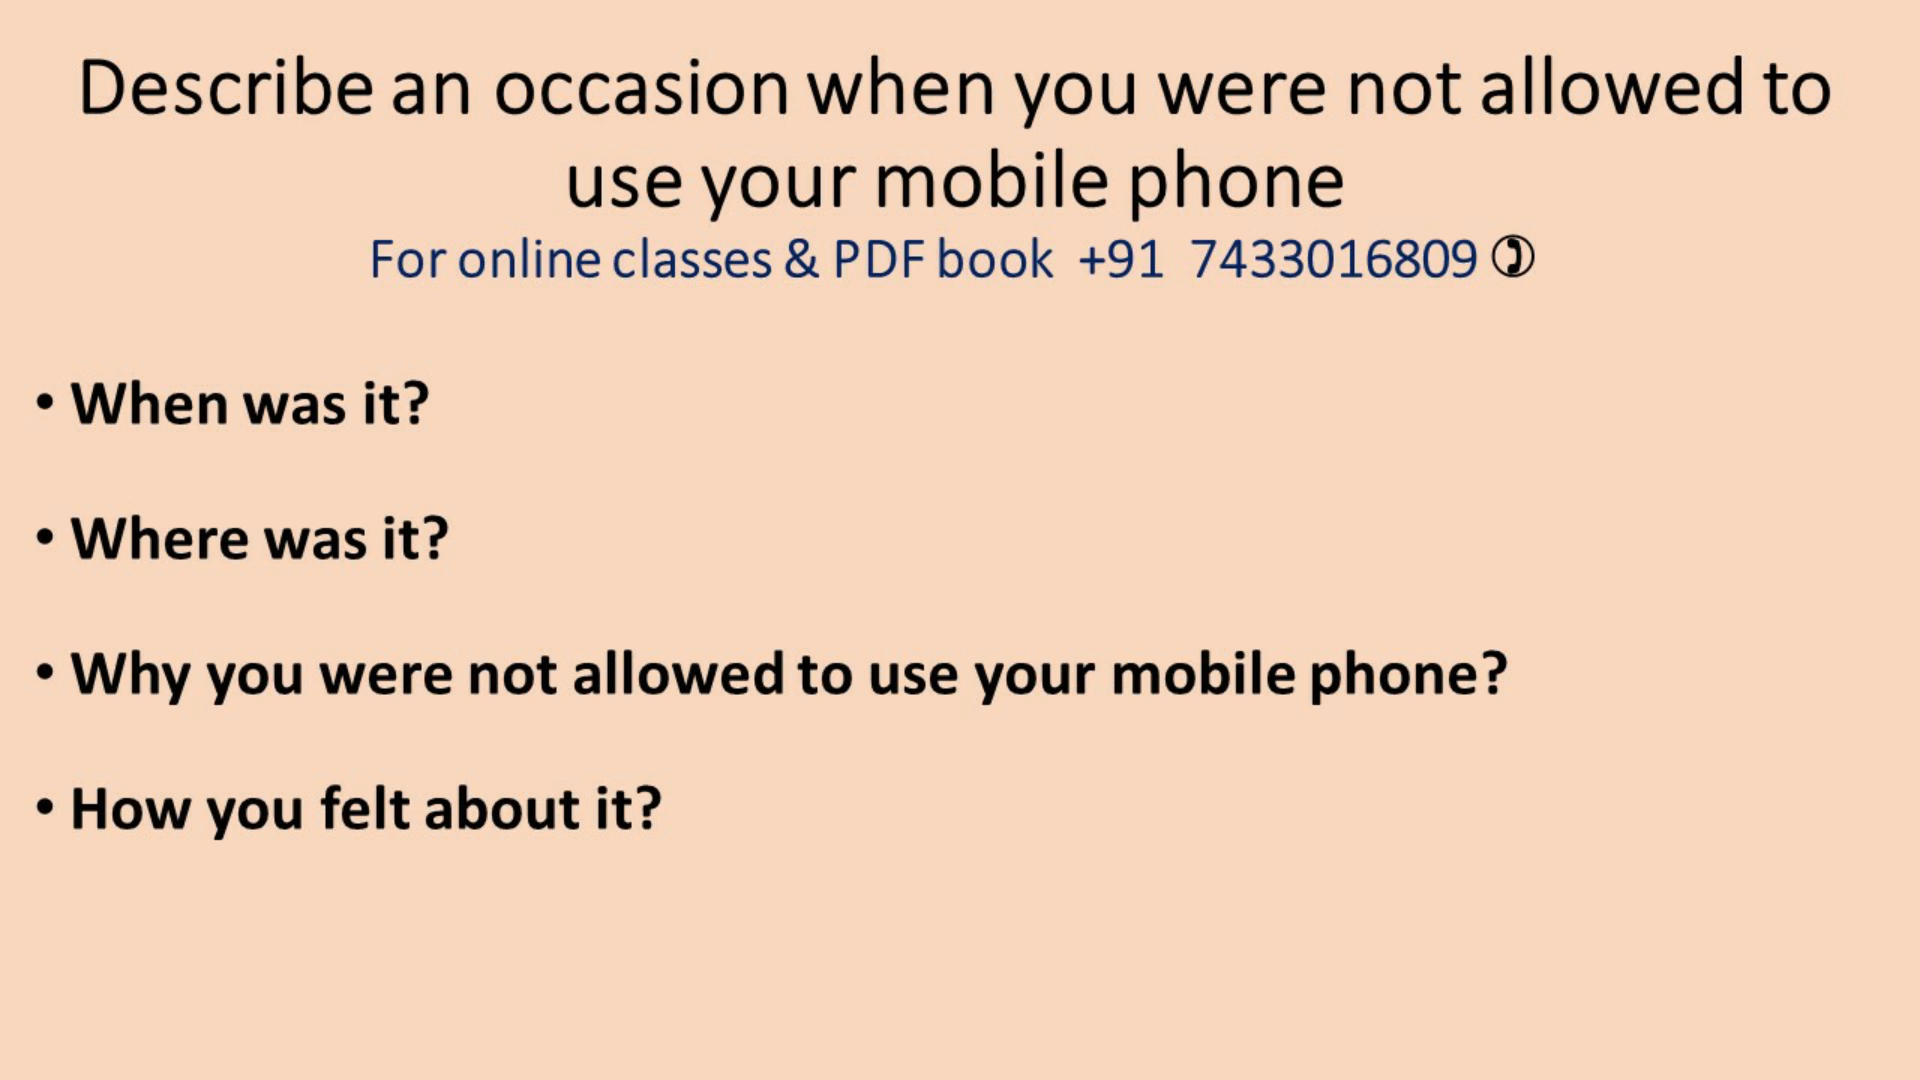 Describe an occasion when you were not allowed to
use your mobile phone
For online classes & PDF book +91 7433016809 ✆
• When was it?
• Where was it?
• Why you were not allowed to use your mobile phone?
• How you felt about it?